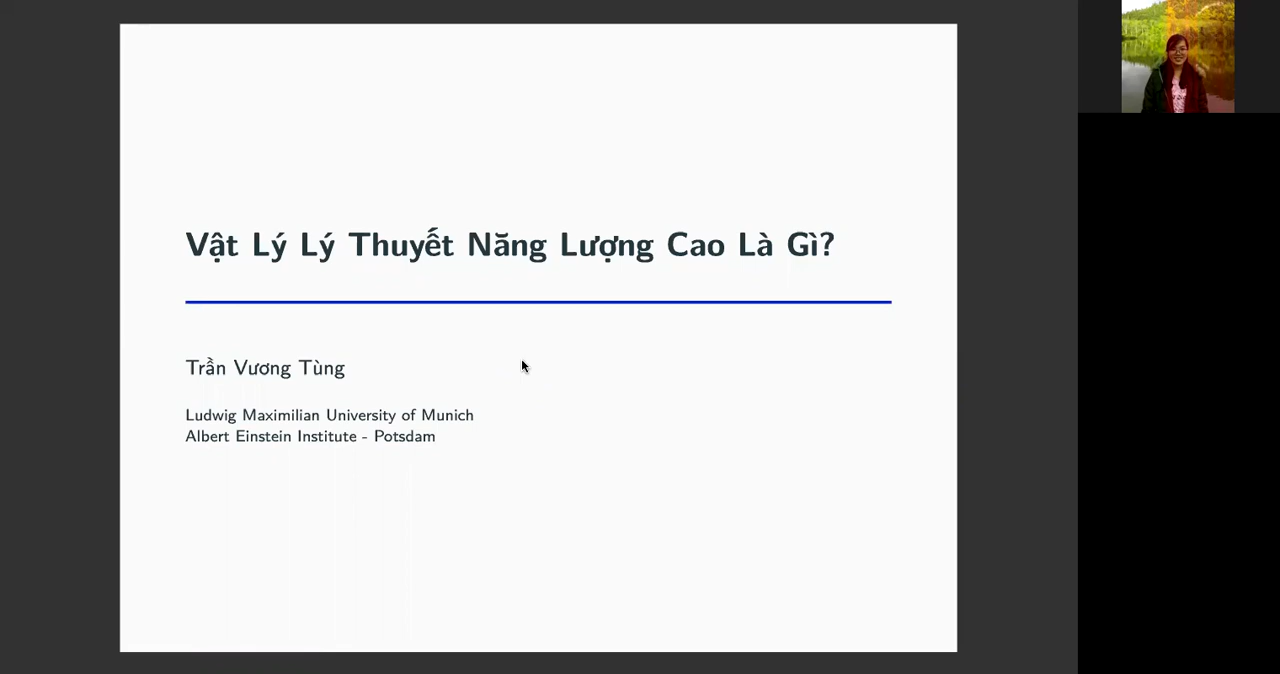 Vật Lý Lý Thuyết Năng Lượng Cao Là Gì?
Trần Vương Tùng
Ludwig Maximilian University of Munich
Albert Einstein Institute - Potsdam